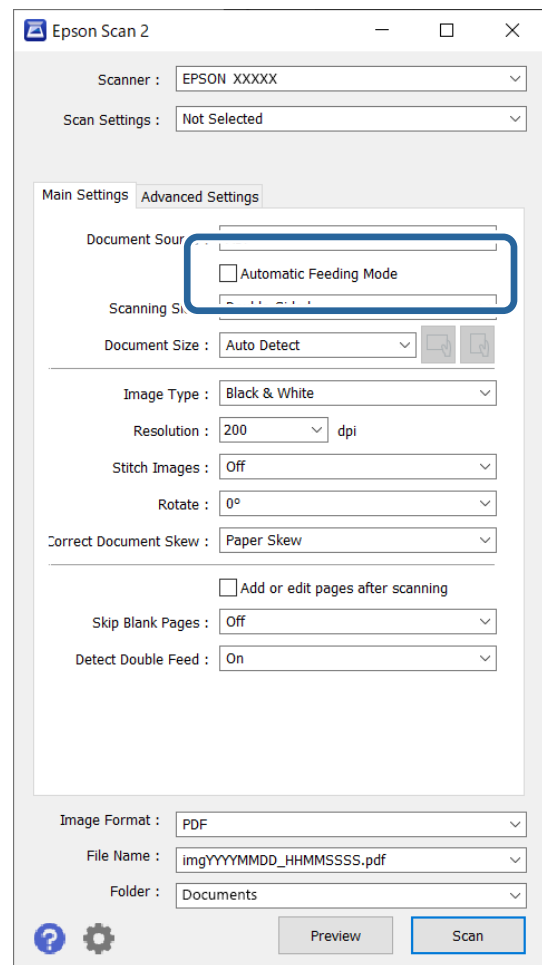 Epson Scan 2
Scanner : EPSON XXXXX
Scan Settings : Not Selected
Main Settings Advanced Settings
Document
Automatic Feeding Mode
Scanning
Document Size : Auto Detect
Image Type : Black & White
Resolution : 200 dpi
Stitch Images : Off
Rotate : 0°
Correct Document Skew : Paper Skew
Add or edit pages after scanning
Skip Blank Pages : Off
Detect Double Feed : On
Image Format : PDF
File Name : imgYYYYMMDD_HHMMSSSS.pdf
Folder : Documents
?
Preview Scan